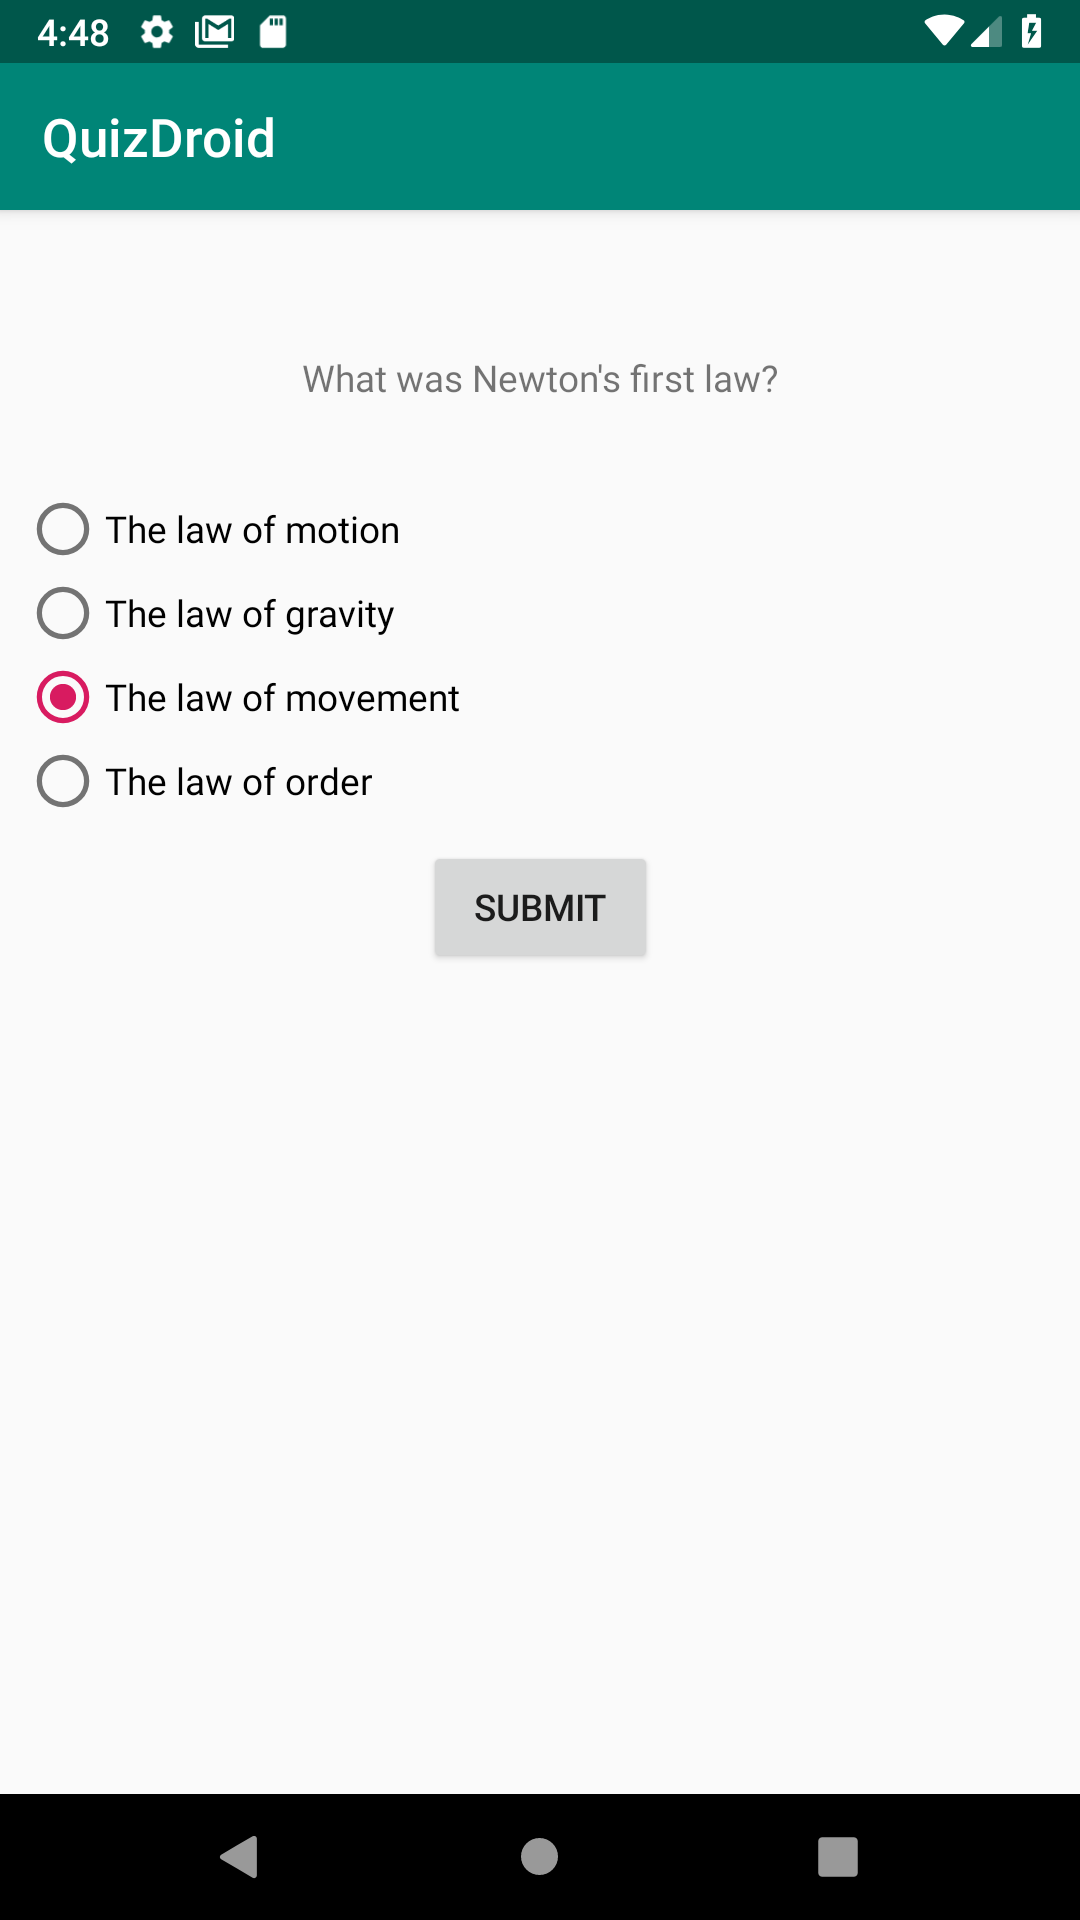 4:48
QuizDroid
What was Newton's first law?
The law of motion
The law of gravity
The law of movement
The law of order
SUBMIT